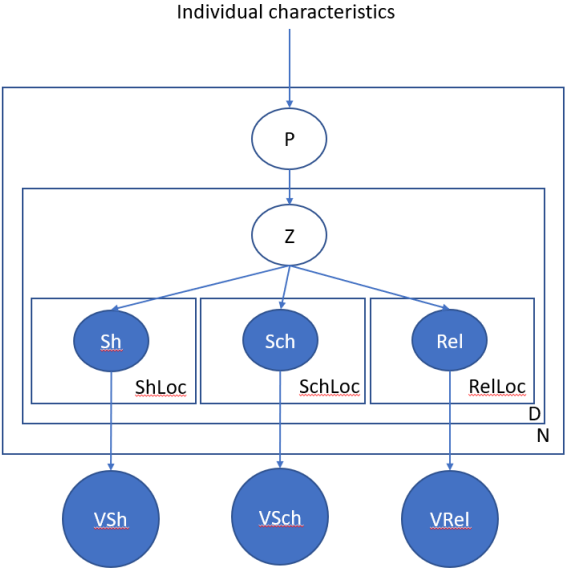 Individual characteristics
P
Z
Sh
Sch
Rel
ShLoc
SchLoc
RelLoc
D
N
VSh
VSch
VRel